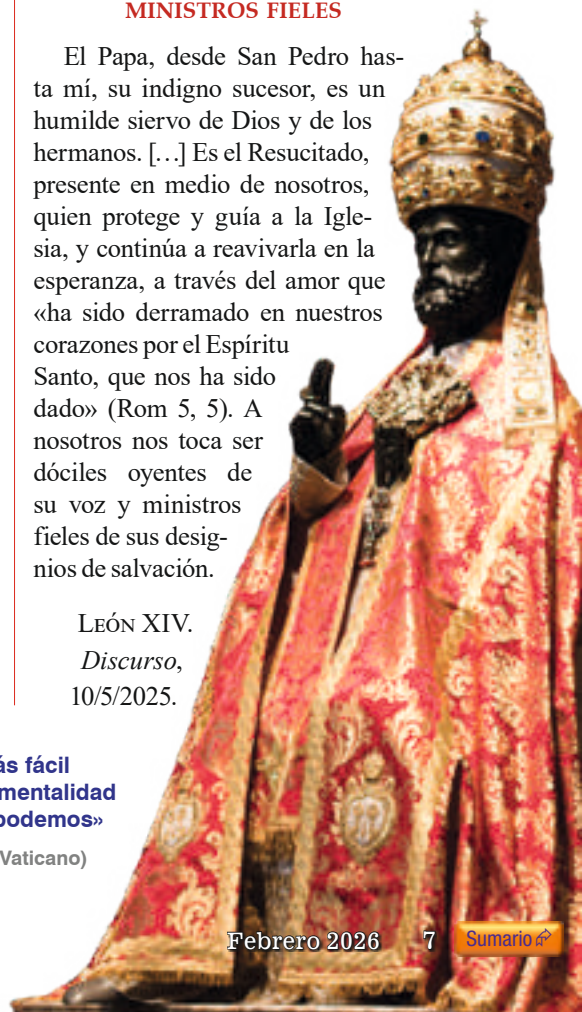 MINISTROS FIELES
El Papa, desde San Pedro has-
ta mí, su indigno sucesor, es un
humilde siervo de Dios y de los
hermanos. […] Es el Resucitado,
presente en medio de nosotros,
quien protege y guía a la Igle-
sia, y continúa a reavivarla en la
esperanza, a través del amor que
«ha sido derramado en nuestros
corazones por el Espíritu
Santo, que nos ha sido
dado» (Rom 5, 5). A
nosotros nos toca ser
dóciles oyentes de
su voz y ministros
fieles de sus desig-
nios de salvación.
León XIV.
Discurso,
10/5/2025.
ás fácil
mentalidad
podemos»
Vaticano)
Febrero 2026 7 Sumario